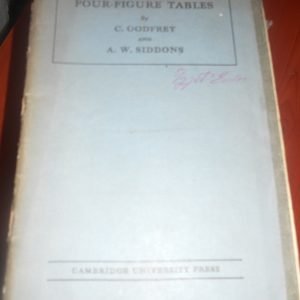 FOUR-FIGURE TABLES
By
C. GODFREY
AND
A. W. SIDDONS
CAMBRIDGE UNIVERSITY PRESS